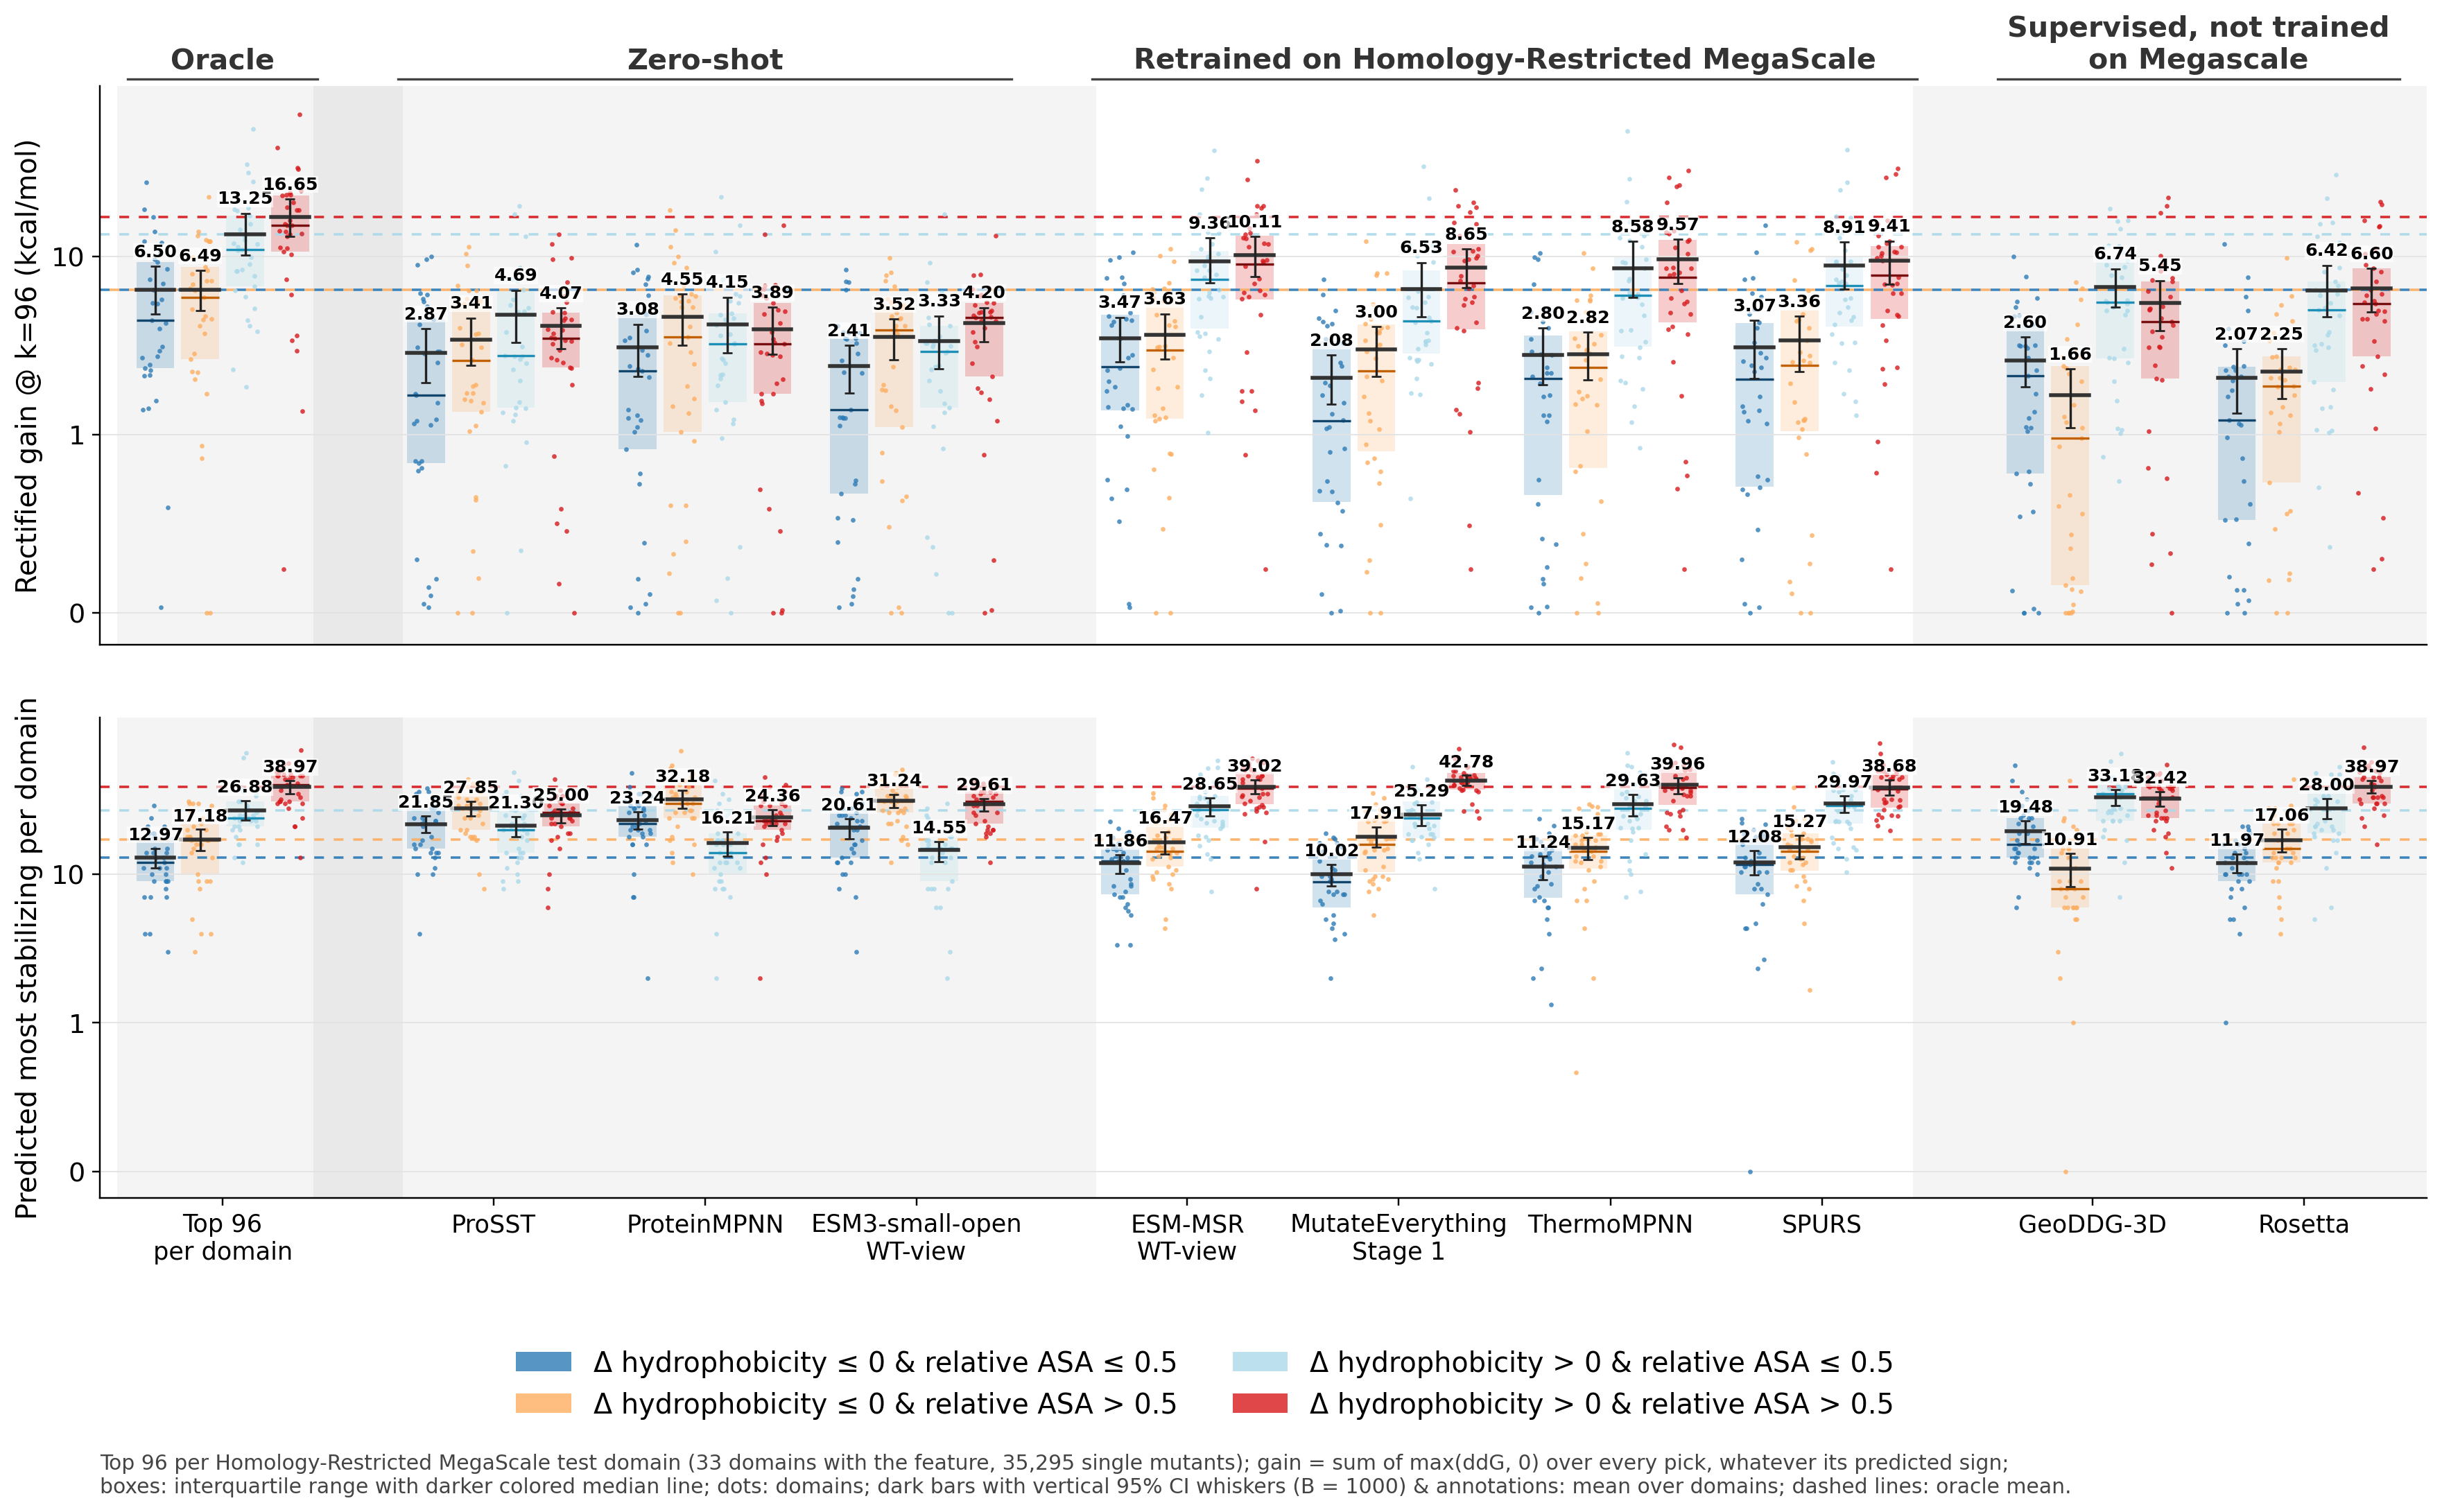 Oracle
Zero-shot
Retrained on Homology-Restricted MegaScale
Supervised, not trained
on Megascale
Rectified gain @ k=96 (kcal/mol)
10
1
0
6.50 6.49 13.25 16.65
2.87 3.41 4.69 4.07
3.08 4.55 4.15 3.89
2.41 3.52 3.33 4.20
3.47 3.63 9.36 10.11
2.08 3.00 6.53 8.65
2.80 2.82 8.58 9.57
3.07 3.36 8.91 9.41
2.60 1.66 6.74 5.45
2.07 2.25 6.42 6.60
Predicted most stabilizing per domain
10
1
0
12.97 17.18 26.88 38.97
21.85 27.85 21.30 25.00
23.24 32.18 16.21 24.36
20.61 31.24 14.55 29.61
11.86 16.47 28.65 39.02
10.02 17.91 25.29 42.78
11.24 15.17 29.63 39.96
12.08 15.27 29.97 38.68
19.48 10.91 32.42
11.97 17.06 28.00 38.97
Top 96
per domain
ProSST
ProteinMPNN
ESM3-small-open
WT-view
ESM-MSR
WT-view
MutateEverything
Stage 1
ThermoMPNN
SPURS
GeoDDG-3D
Rosetta
Δ hydrophobicity ≤ 0 & relative ASA ≤ 0.5
Δ hydrophobicity ≤ 0 & relative ASA > 0.5
Δ hydrophobicity > 0 & relative ASA ≤ 0.5
Δ hydrophobicity > 0 & relative ASA > 0.5
Top 96 per Homology-Restricted MegaScale test domain (33 domains with the feature, 35,295 single mutants); gain = sum of max(ddG, 0) over every pick, whatever its predicted sign;
boxes: interquartile range with darker colored median line; dots: domains; dark bars with vertical 95% CI whiskers (B = 1000) & annotations: mean over domains; dashed lines: oracle mean.